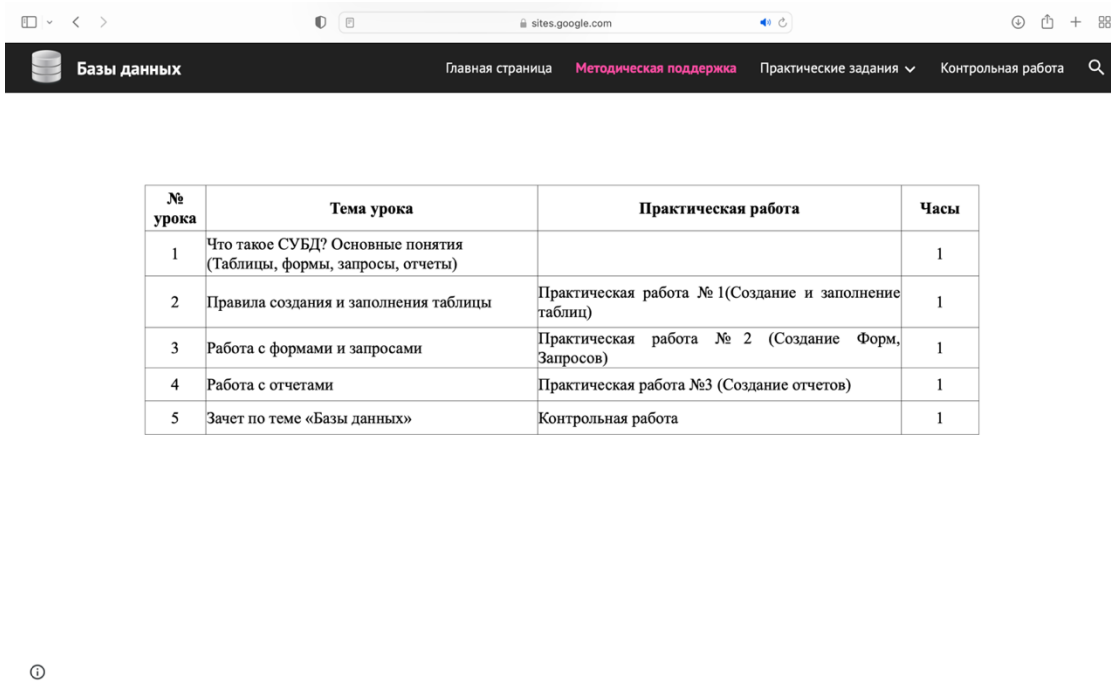 sites.google.com
Базы данных
Главная страница Методическая поддержка Практические задания Контрольная работа
№ урока Тема урока Практическая работа Часы
1 Что такое СУБД? Основные понятия (Таблицы, формы, запросы, отчеты) 1
2 Правила создания и заполнения таблицы Практическая работа № 1(Создание и заполнение таблиц) 1
3 Работа с формами и запросами Практическая работа № 2 (Создание Форм, Запросов) 1
4 Работа с отчетами Практическая работа №3 (Создание отчетов) 1
5 Зачет по теме «Базы данных» Контрольная работа 1